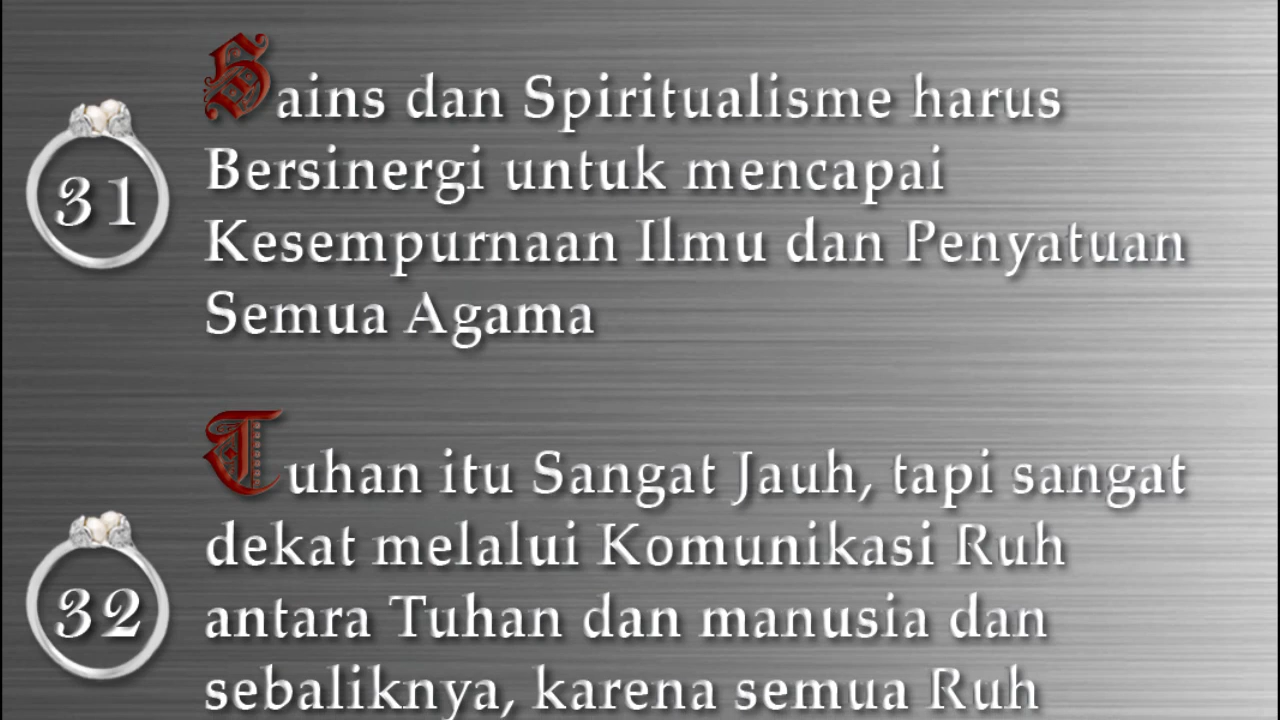 31
Sains dan Spiritualisme harus
Bersinergi untuk mencapai
Kesempurnaan Ilmu dan Penyatuan
Semua Agama
32
Tuhan itu Sangat Jauh, tapi sangat
dekat melalui Komunikasi Ruh
antara Tuhan dan manusia dan
sebaliknya, karena semua Ruh